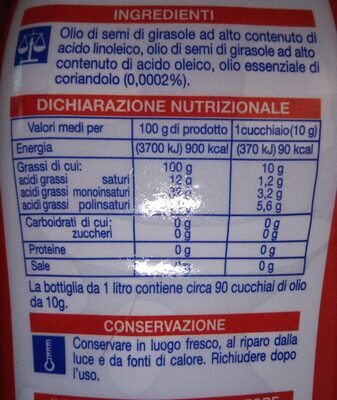 INGREDIENTI
Olio di semi di girasole ad alto contenuto di
acido linoleico, olio di semi di girasole ad alto
contenuto di acido oleico, olio essenziale di
coriandolo (0,0002%).
DICHIARAZIONE NUTRIZIONALE
Valori medi per 100 g di prodotto 1 cucchiaio (10 g)
Energia (3700 kJ) 900 kcal (370 kJ) 90 kcal
Grassi di cui: 100 g 10 g
acidi grassi saturi 12 g 1,2 g
acidi grassi monoinsaturi 32 g 3,2 g
acidi grassi polinsaturi 5,6 g
Carboidrati di cui: 0 g 0 g
zuccheri 0 g 0 g
Proteine 0 g 0 g
Sale 0 g 0 g
La bottiglia da 1 litro contiene circa 90 cucchiai di olio
da 10g.
CONSERVAZIONE
Conservare in luogo fresco, al riparo dalla
luce e da fonti di calore. Richiudere dopo
l'uso.